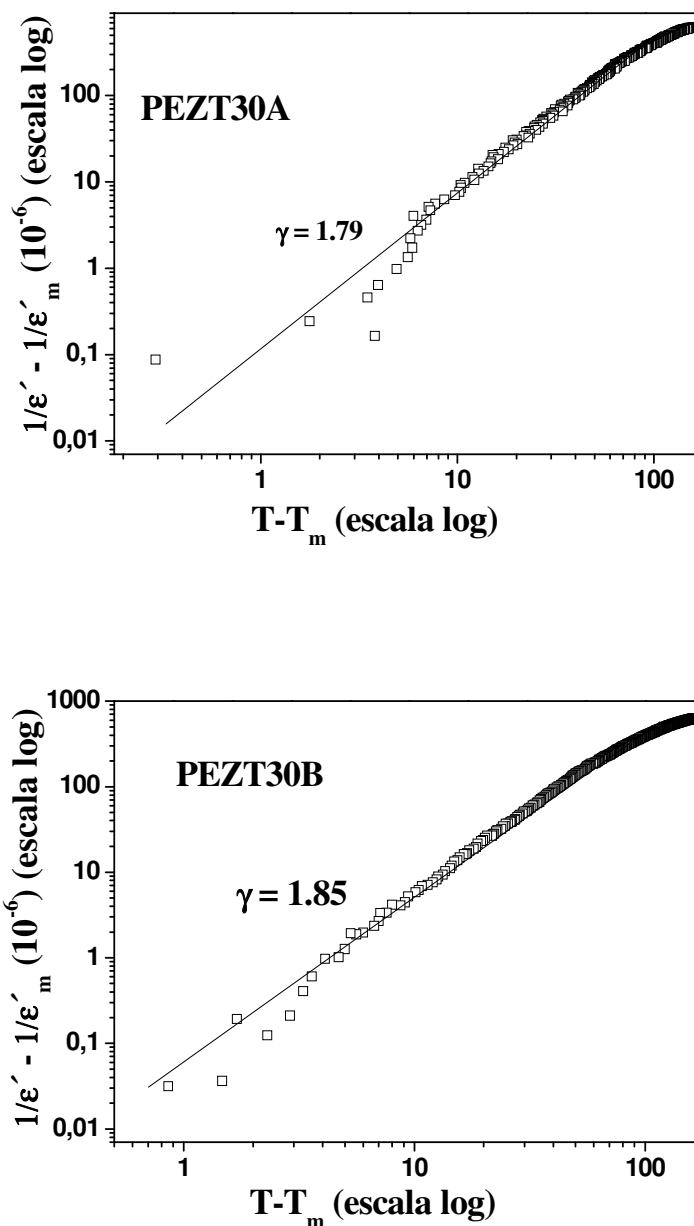 100
10
1
0,1
0,01
1/ε´ - 1/ε´m (10-6) (escala log)
PEZT30A
γ = 1.79
1 10 100
T-Tm (escala log)
1000
100
10
1
0,1
0,01
1/ε´ - 1/ε´m (10-6) (escala log)
PEZT30B
γ = 1.85
1 10 100
T-Tm (escala log)